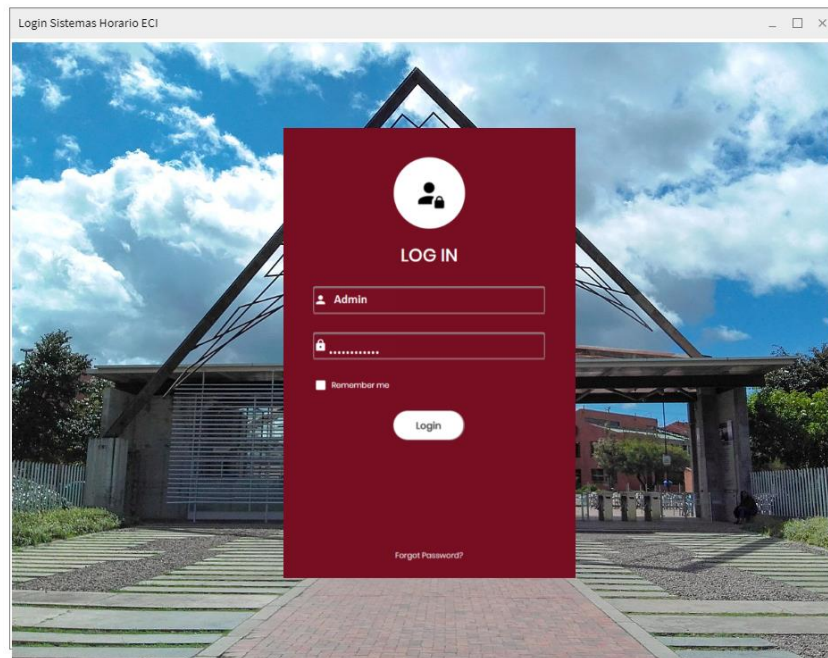 Login Sistemas Horario ECI
LOG IN
Admin
Remember me
Login
Forgot Password?